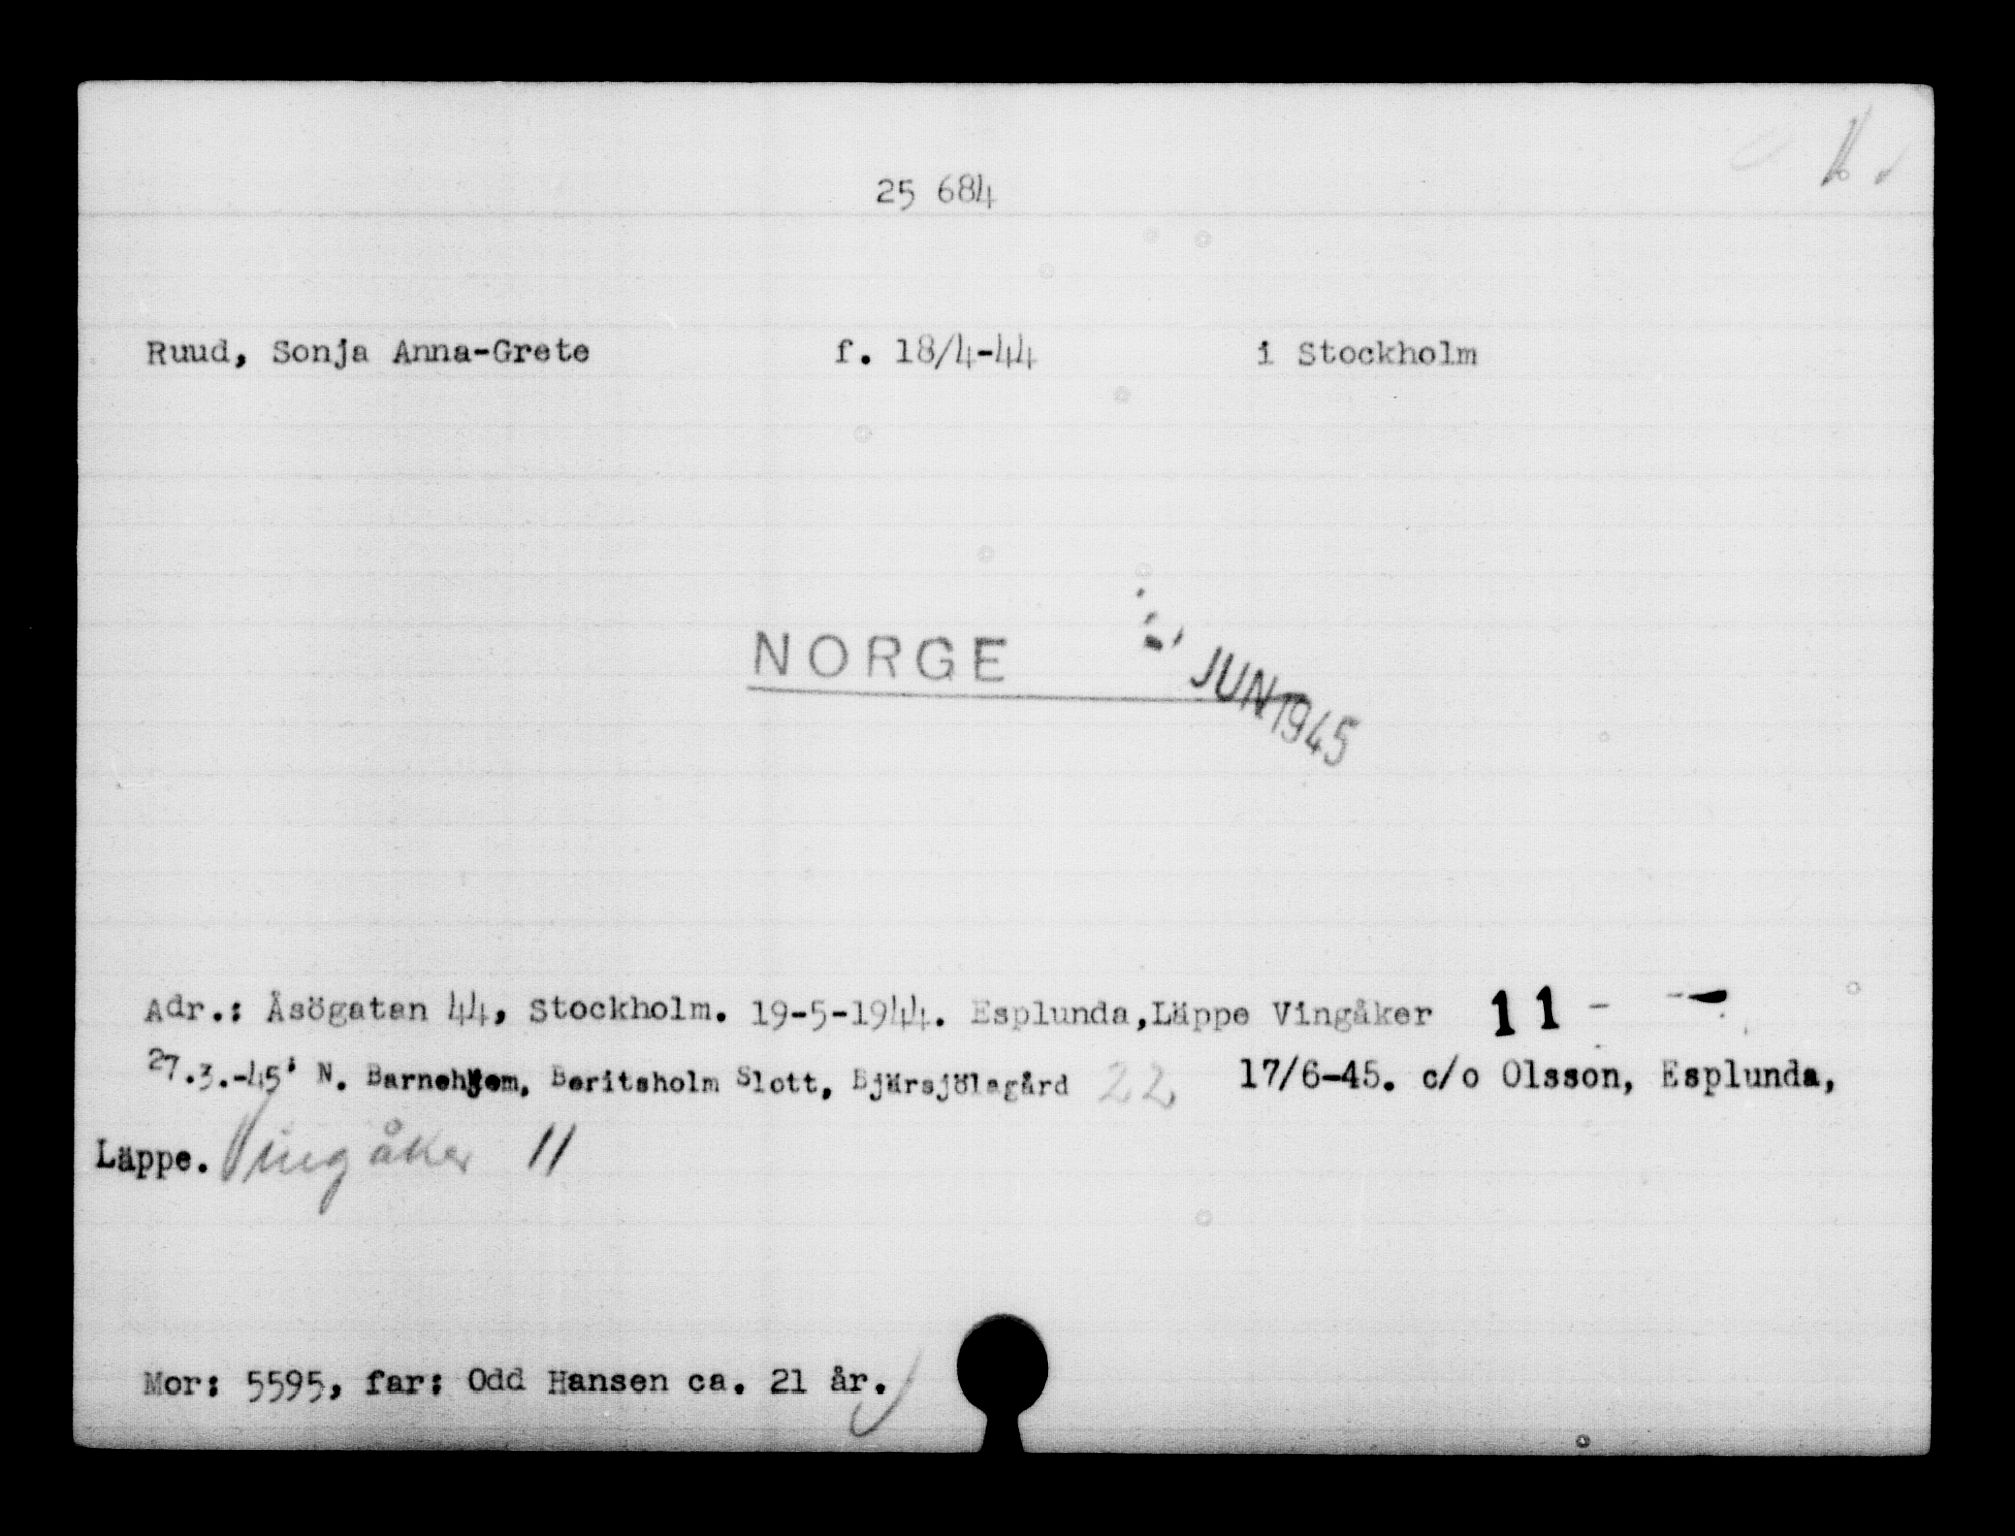 25 684
Ruud, Sonja Anna-Grete f. 18/4-44 i Stockholm
NORGE
JUN 1945
Adr.: Åsögatan 44, Stockholm. 19-5-1944. Esplunda,Läppe Vingåker 11 -
27.3.-45' N. Barnehjem, Beritsholm Slott, Bjärsjölagård 22 17/6-45. c/o Olsson, Esplunda,
Läppe. Vingåker 11
Mor: 5595, far: Odd Hansen ca. 21 år.